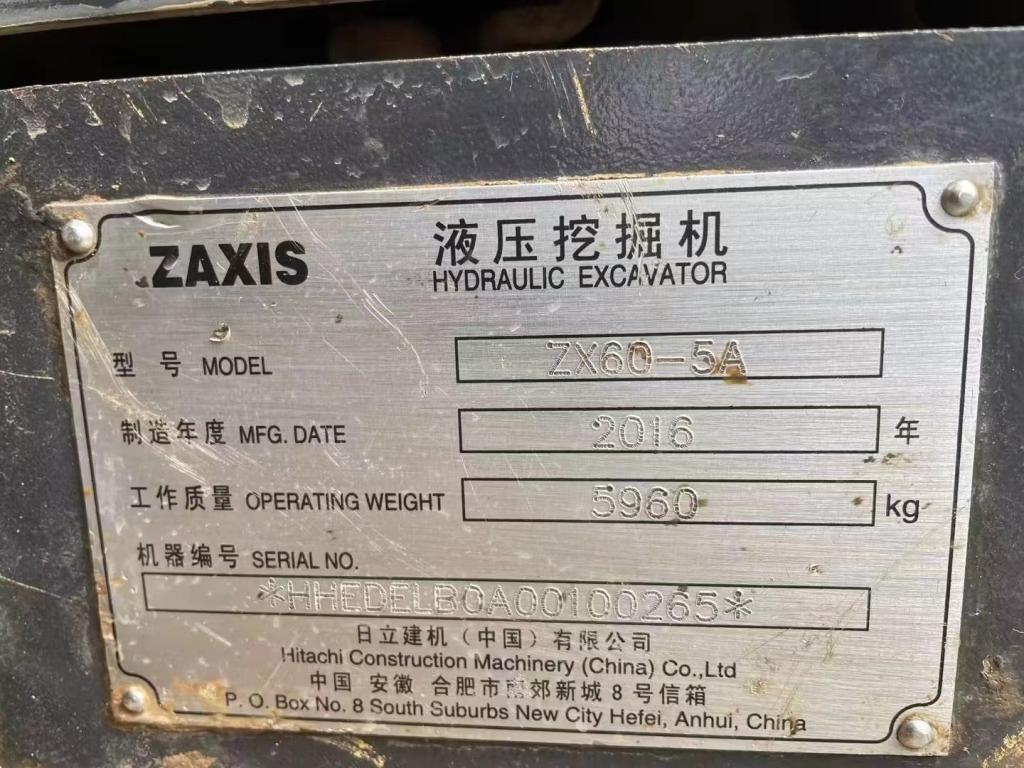 ZAXIS 液压挖掘机
HYDRAULIC EXCAVATOR
型 号 MODEL ZX60-5A
制造年度 MFG. DATE 2016 年
工作质量 OPERATING WEIGHT 5960 kg
机器编号 SERIAL NO.
*HHEDELB0A00100265*
日立建机（中国）有限公司
Hitachi Construction Machinery (China) Co.,Ltd
中国 安徽 合肥市南郊新城 8 号信箱
P. O. Box No. 8 South Suburbs New City Hefei, Anhui, China